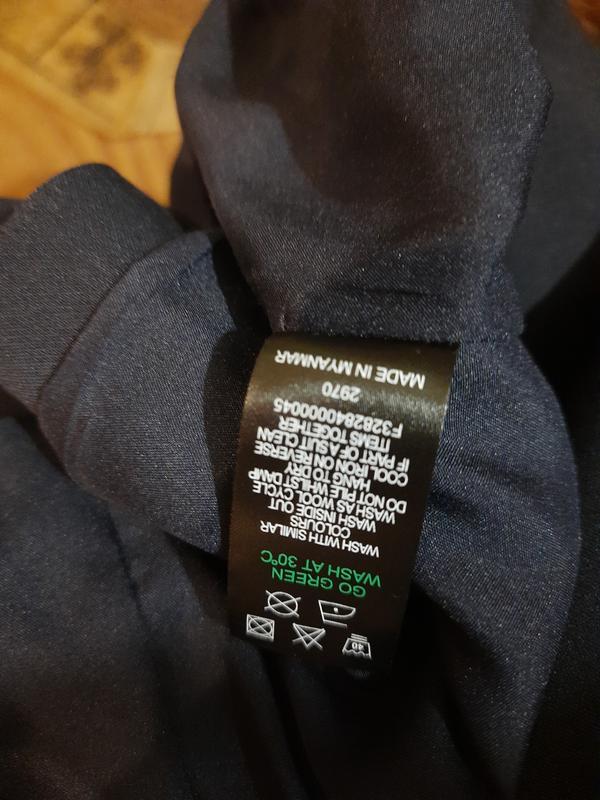 40
GO GREEN
WASH AT 30°C
WASH WITH SIMILAR
COLOURS
WASH INSIDE OUT
WASH AS WOOL CYCLE
DO NOT PILE WHILST DAMP
HANG TO DRY
COOL IRON ON REVERSE
IF PART OF A SUIT CLEAN
ITEMS TOGETHER
F32B2840000045
2970
MADE IN MYANMAR